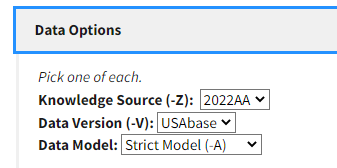 Data Options
Pick one of each.
Knowledge Source (-Z): 2022AA
Data Version (-V): USAbase
Data Model: Strict Model (-A)